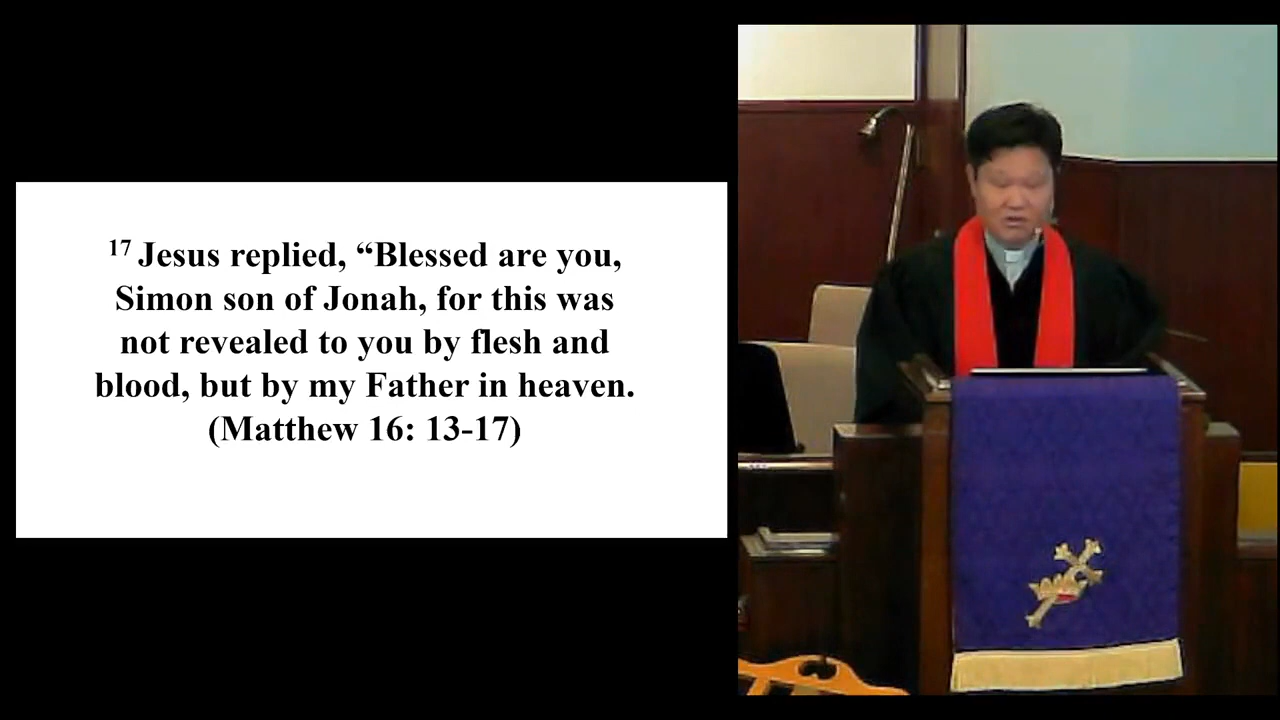 17 Jesus replied, “Blessed are you,
Simon son of Jonah, for this was
not revealed to you by flesh and
blood, but by my Father in heaven.
(Matthew 16: 13-17)